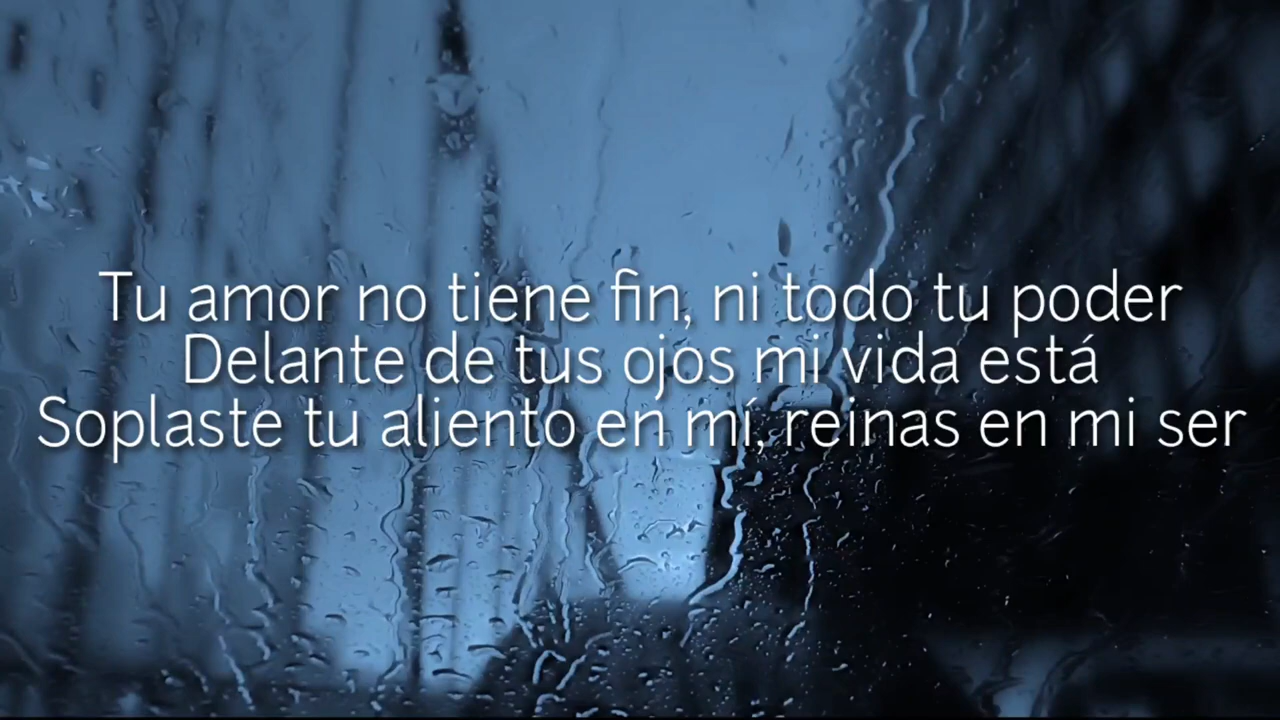 Tu amor no tiene fin, ni todo tu poder
Delante de tus ojos mi vida está
Soplaste tu aliento en mí, reinas en mi ser